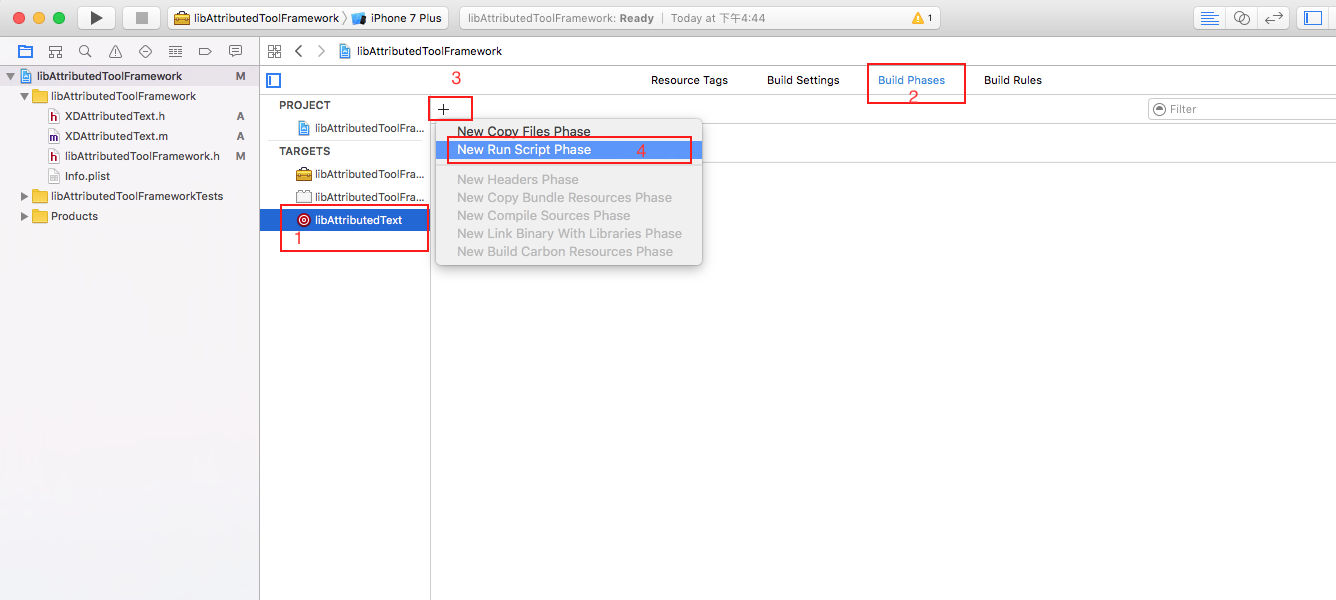 libAttributedToolFramework 〉 iPhone 7 Plus
libAttributedToolFramework: Ready | Today at 下午4:44
1
libAttributedToolFramework
libAttributedToolFramework M
libAttributedToolFramework
XDAttributedText.h A
XDAttributedText.m A
libAttributedToolFramework.h M
Info.plist
libAttributedToolFrameworkTests
Products
3
Resource Tags
Build Settings
Build Phases
2
Build Rules
PROJECT
libAttributedToolFra...
TARGETS
libAttributedToolFra...
libAttributedToolFra...
libAttributedText
1
+
Filter
New Copy Files Phase
New Run Script Phase 4
New Headers Phase
New Copy Bundle Resources Phase
New Compile Sources Phase
New Link Binary With Libraries Phase
New Build Carbon Resources Phase